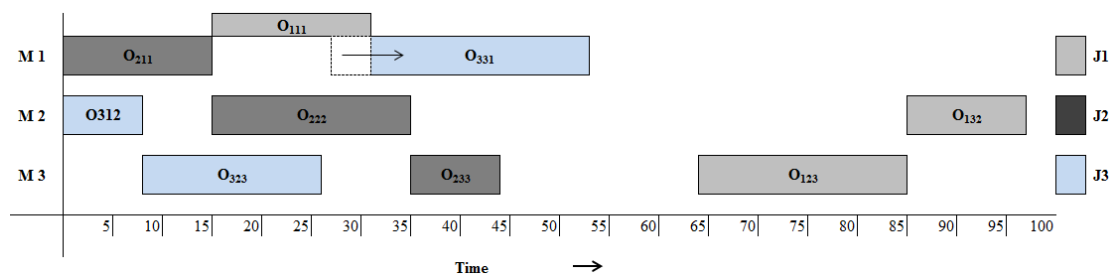 O111
M 1 O211 O331 J1
M 2 O312 O222 O132 J2
M 3 O323 O233 O123 J3
5 10 15 20 25 30 35 40 45 50 55 60 65 70 75 80 85 90 95 100
Time →